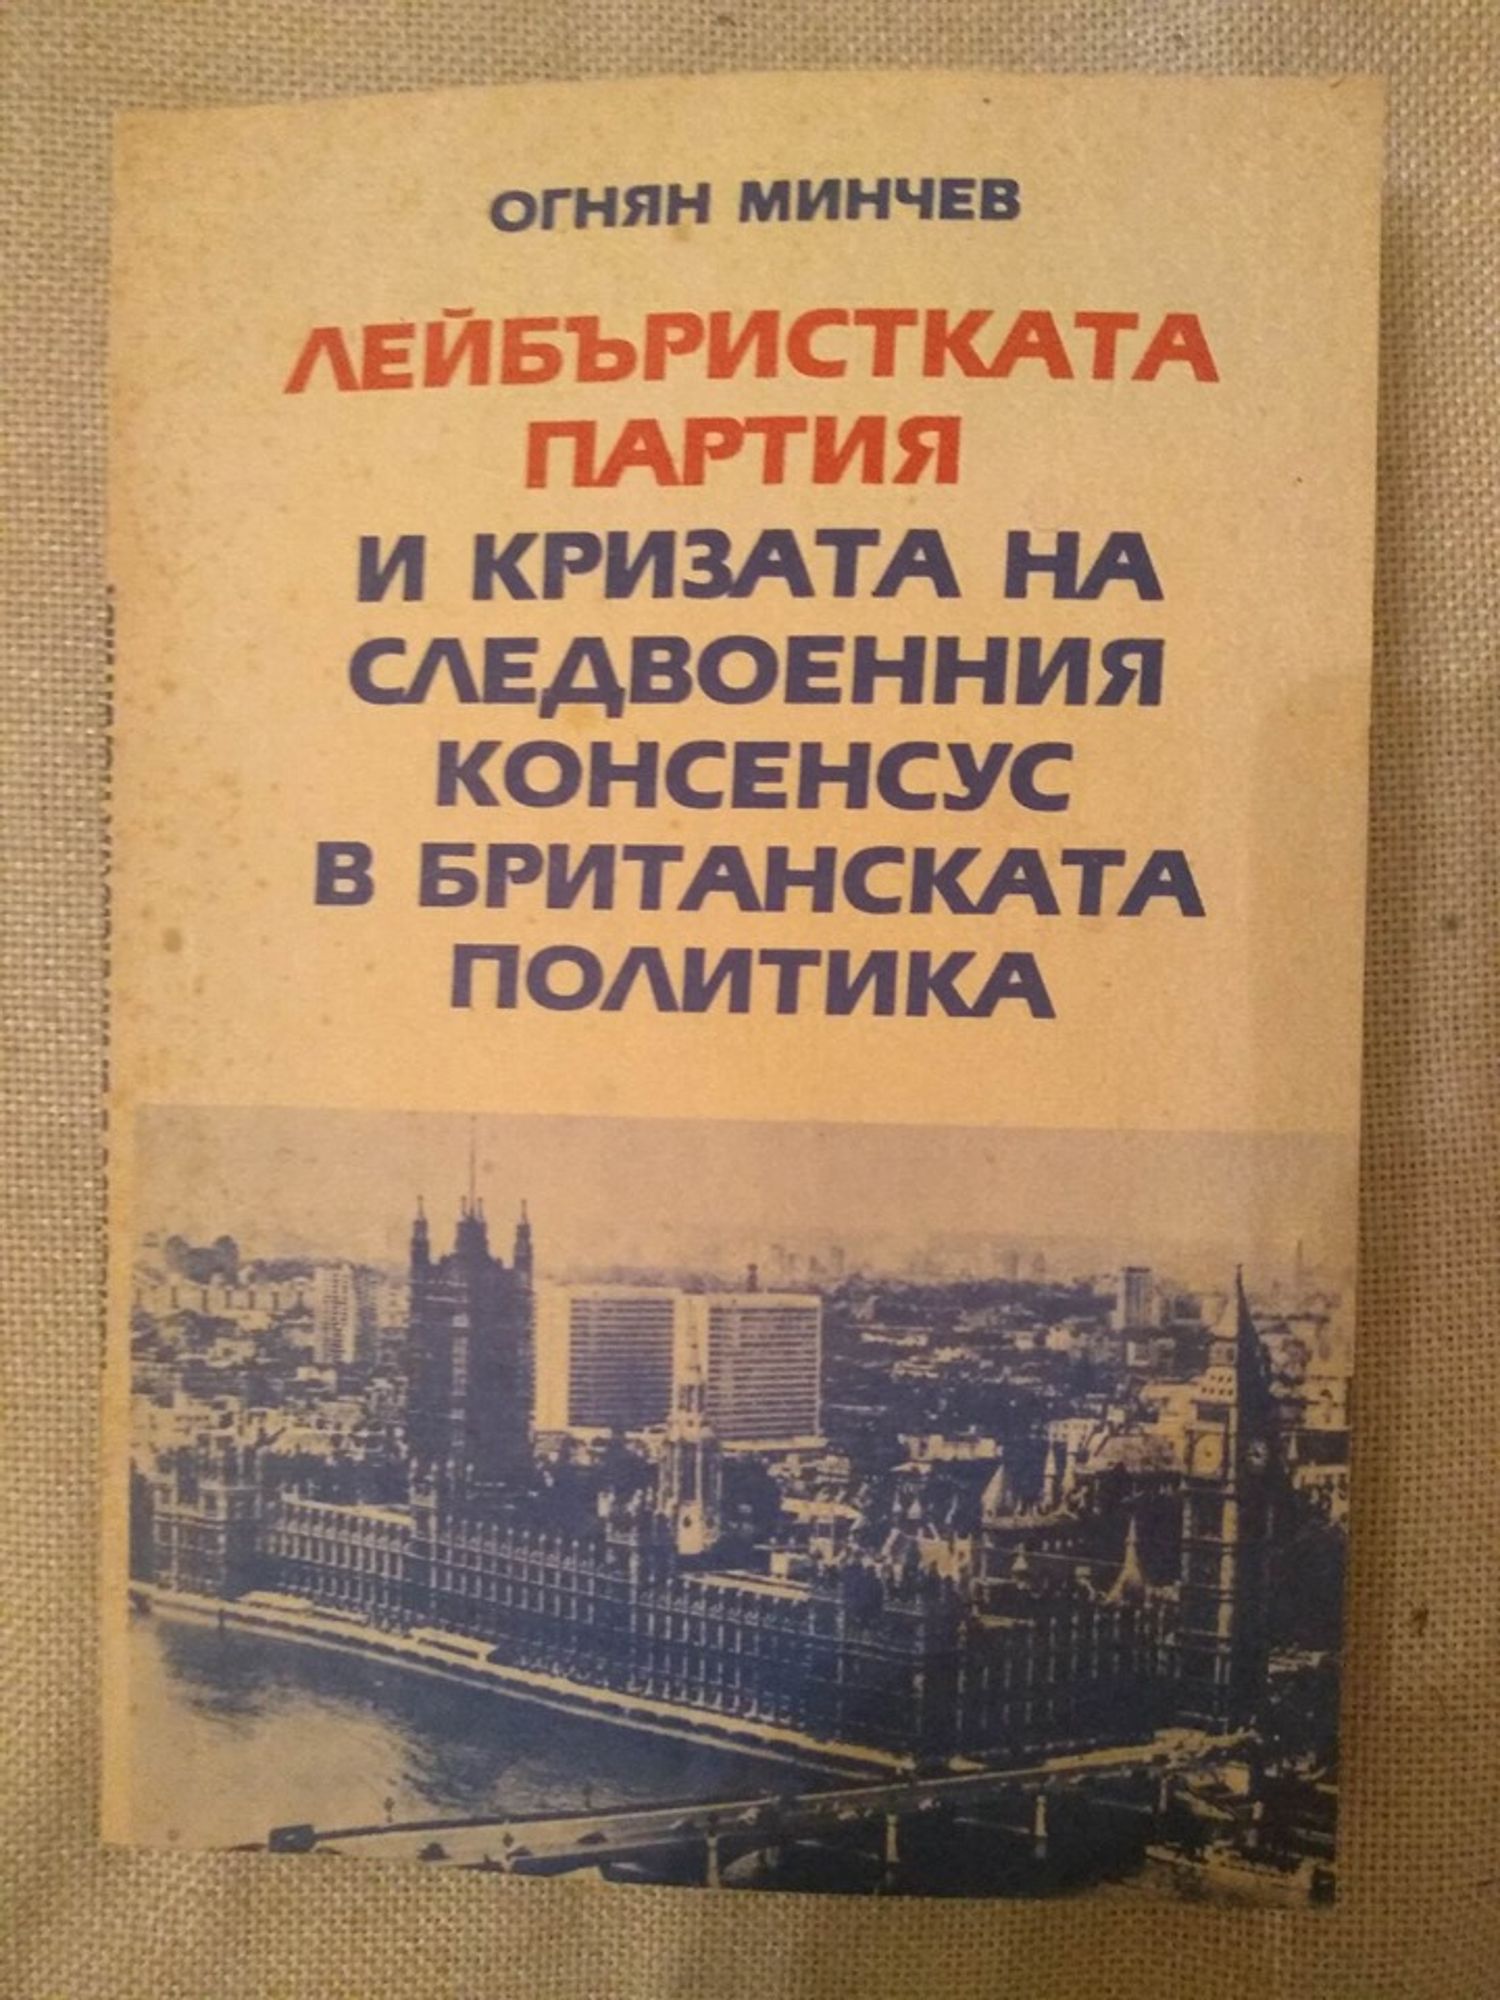 ОГНЯН МИНЧЕВ
ЛЕЙБЪРИСТКАТА
ПАРТИЯ
И КРИЗАТА НА
СЛЕДВОЕННИЯ
КОНСЕНСУС
В БРИТАНСКАТА
ПОЛИТИКА